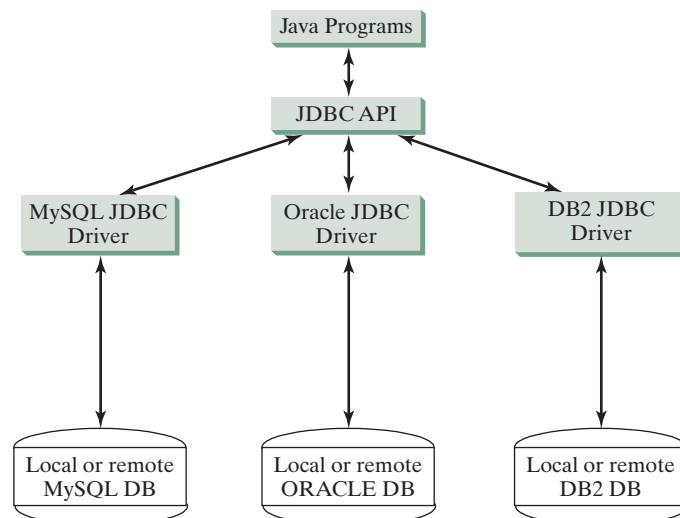 Java Programs
JDBC API
MySQL JDBC
Driver
Oracle JDBC
Driver
DB2 JDBC
Driver
Local or remote
MySQL DB
Local or remote
ORACLE DB
Local or remote
DB2 DB